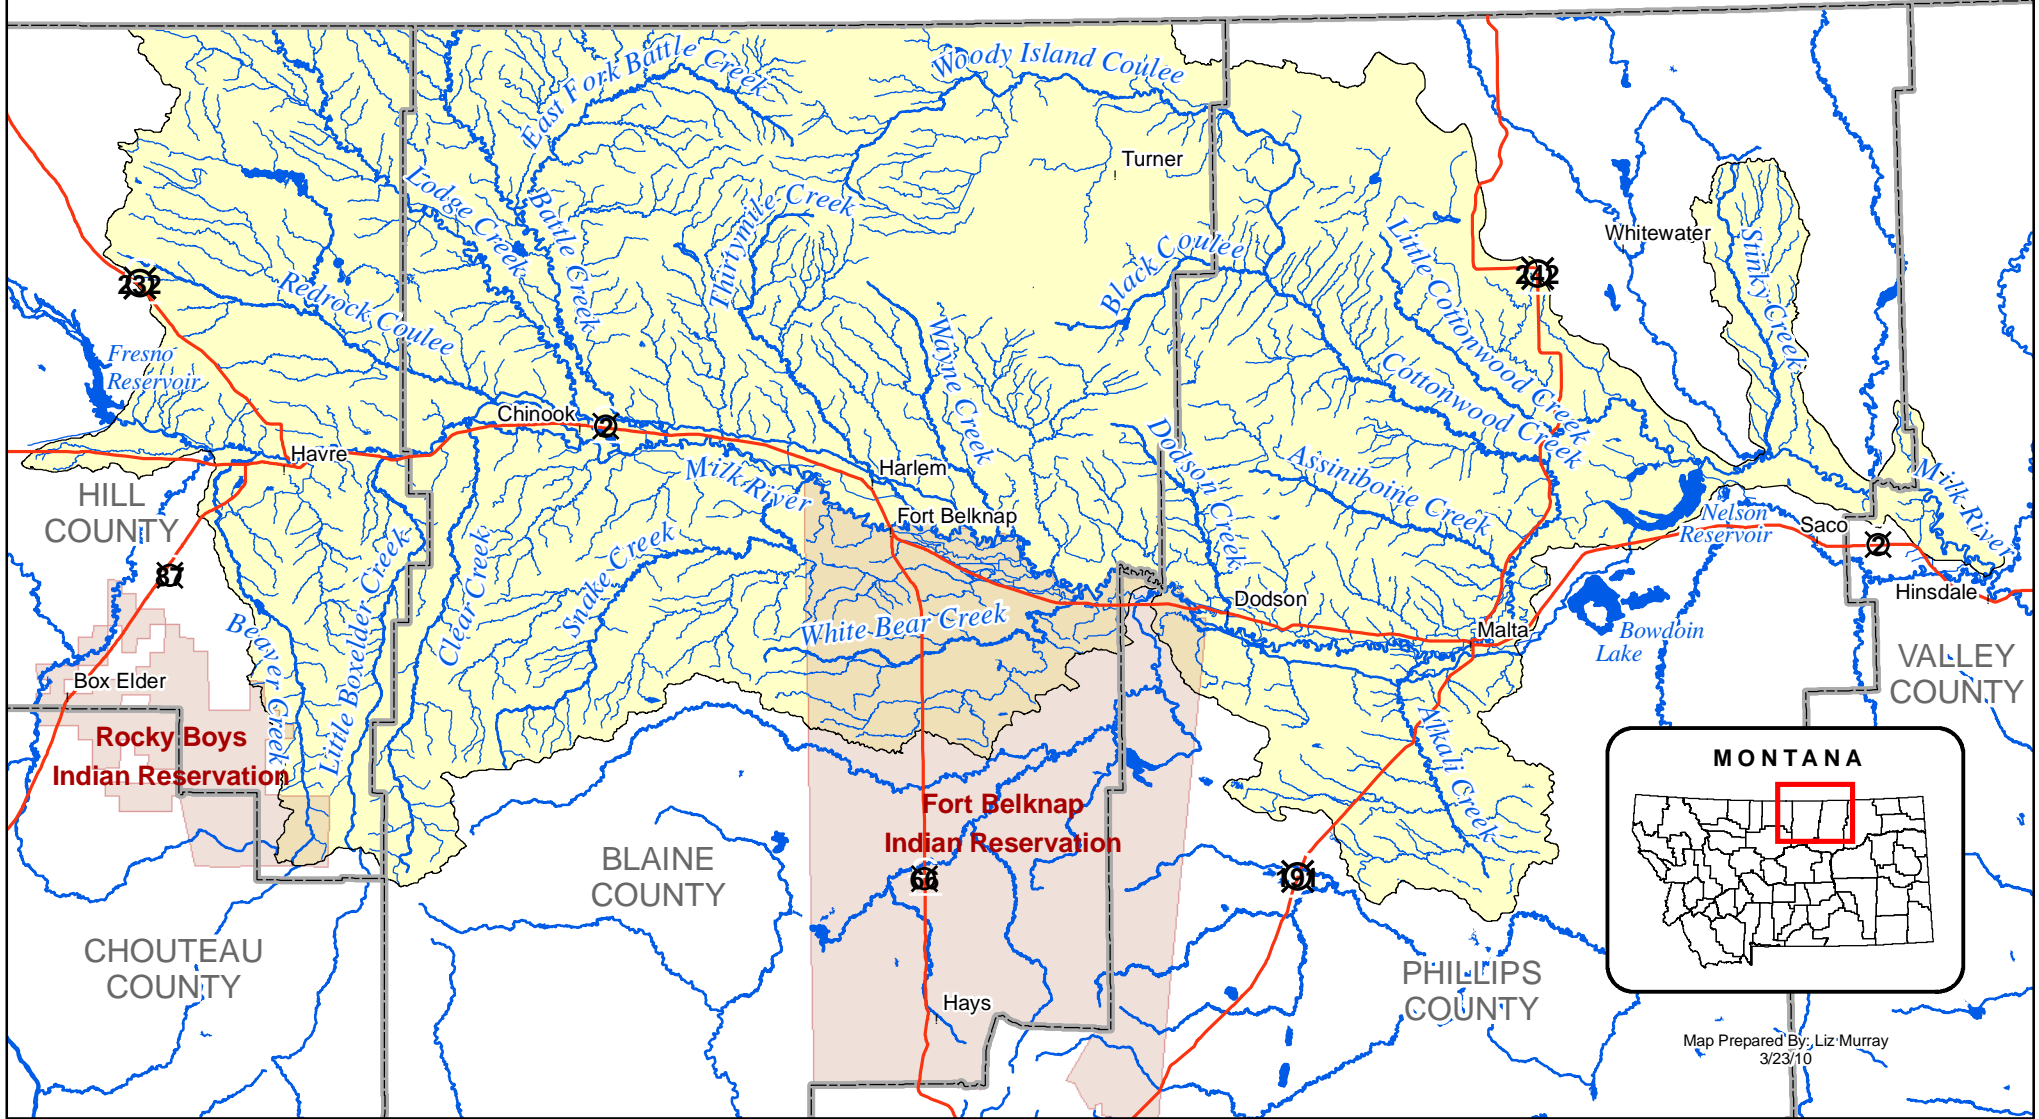 East Fork Battle Creek
Woody Island Coulee
Turner
Lodge Creek
Battle Creek
Thirtymile Creek
Black Coulee
Little Cottonwood Creek
Whitewater
Stinky Creek
232
242
Redrock Coulee
Fresno
Reservoir
Wayne Creek
Cottonwood Creek
Chinook
2
Havre
Harlem
Milk River
Dodson Creek
Assiniboine Creek
Milk River
HILL
COUNTY
Fort Belknap
Nelson
Reservoir
Saco
2
87
Beaver Creek
Little Boxelder Creek
Clear Creek
Snake Creek
White Bear Creek
Dodson
Malta
Bowdoin
Lake
Hinsdale
VALLEY
COUNTY
Box Elder
Rocky Boys
Indian Reservation
Alkali Creek
MONTANA
Fort Belknap
Indian Reservation
BLAINE
COUNTY
66
191
CHOUTEAU
COUNTY
PHILLIPS
COUNTY
Hays
Map Prepared By: Liz Murray
3/23/10